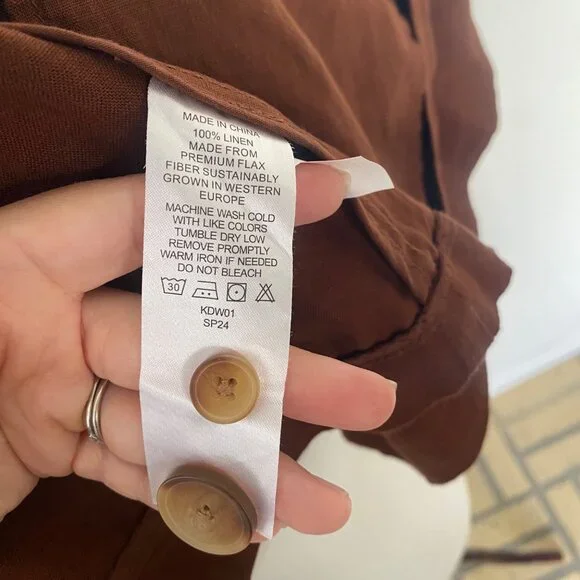 MADE IN CHINA
100% LINEN
MADE FROM
PREMIUM FLAX
FIBER SUSTAINABLY
GROWN IN WESTERN
EUROPE
MACHINE WASH COLD
WITH LIKE COLORS
TUMBLE DRY LOW
REMOVE PROMPTLY
WARM IRON IF NEEDED
DO NOT BLEACH
30
KDW01
SP24